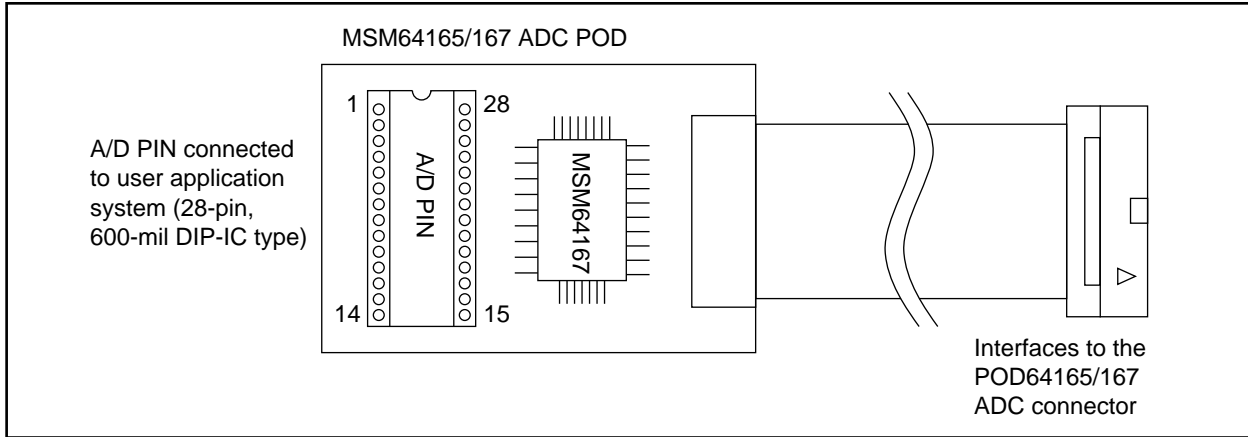 MSM64165/167 ADC POD
1
28
A/D PIN connected
to user application
system (28-pin,
600-mil DIP-IC type)
A/D PIN
MSM64167
14
15
Interfaces to the
POD64165/167
ADC connector